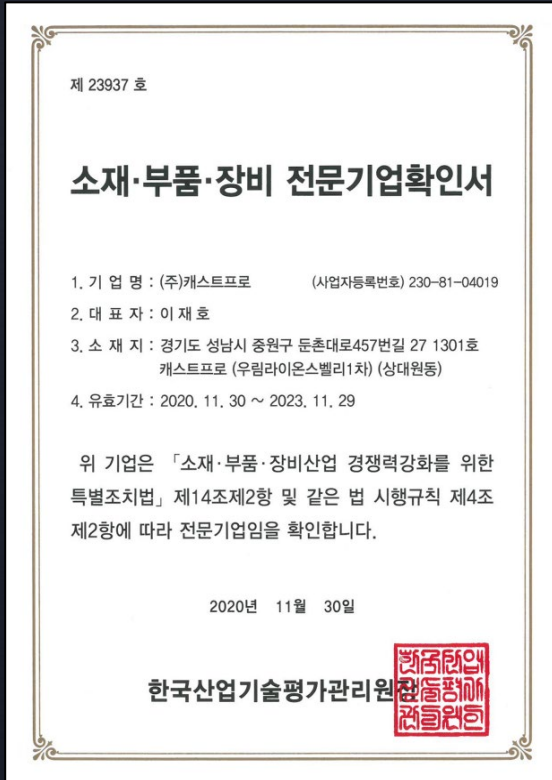 제 23937 호
소재·부품·장비 전문기업확인서
1. 기 업 명 : (주)캐스트프로 (사업자등록번호) 230-81-04019
2. 대 표 자 : 이 재 호
3. 소 재 지 : 경기도 성남시 중원구 둔촌대로457번길 27 1301호
캐스트프로 (우림라이온스벨리1차) (상대원동)
4. 유효기간 : 2020. 11. 30 ~ 2023. 11. 29
위 기업은 「소재·부품·장비산업 경쟁력강화를 위한
특별조치법」 제14조제2항 및 같은 법 시행규칙 제4조
제2항에 따라 전문기업임을 확인합니다.
2020년 11월 30일
한국산업기술평가관리원장